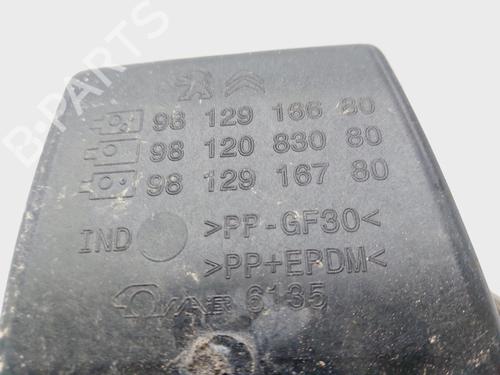 98 129 166 80
98 120 830 80
98 129 167 80
IND >PP-GF30<
>PP+EPDM<
6135
B-PARTS